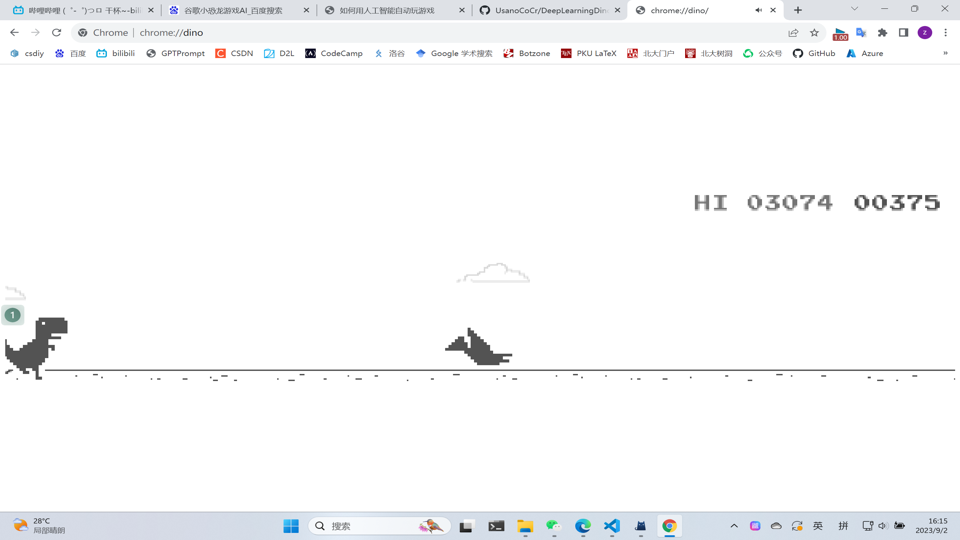 哔哩哔哩 (゜-゜)つロ 干杯~-bili
谷歌小恐龙游戏AI_百度搜索
如何用人工智能自动玩游戏
UsanoCoCr/DeepLearningDin
chrome://dino/
Chrome | chrome://dino
1.00
z
csdiy
百度
bilibili
GPTPrompt
CSDN
D2L
CodeCamp
洛谷
Google 学术搜索
Botzone
PKU LaTeX
北大门户
北大树洞
公众号
GitHub
Azure
»
HI 03074 00375
1
28°C
局部晴朗
搜索
英
拼
16:15
2023/9/2